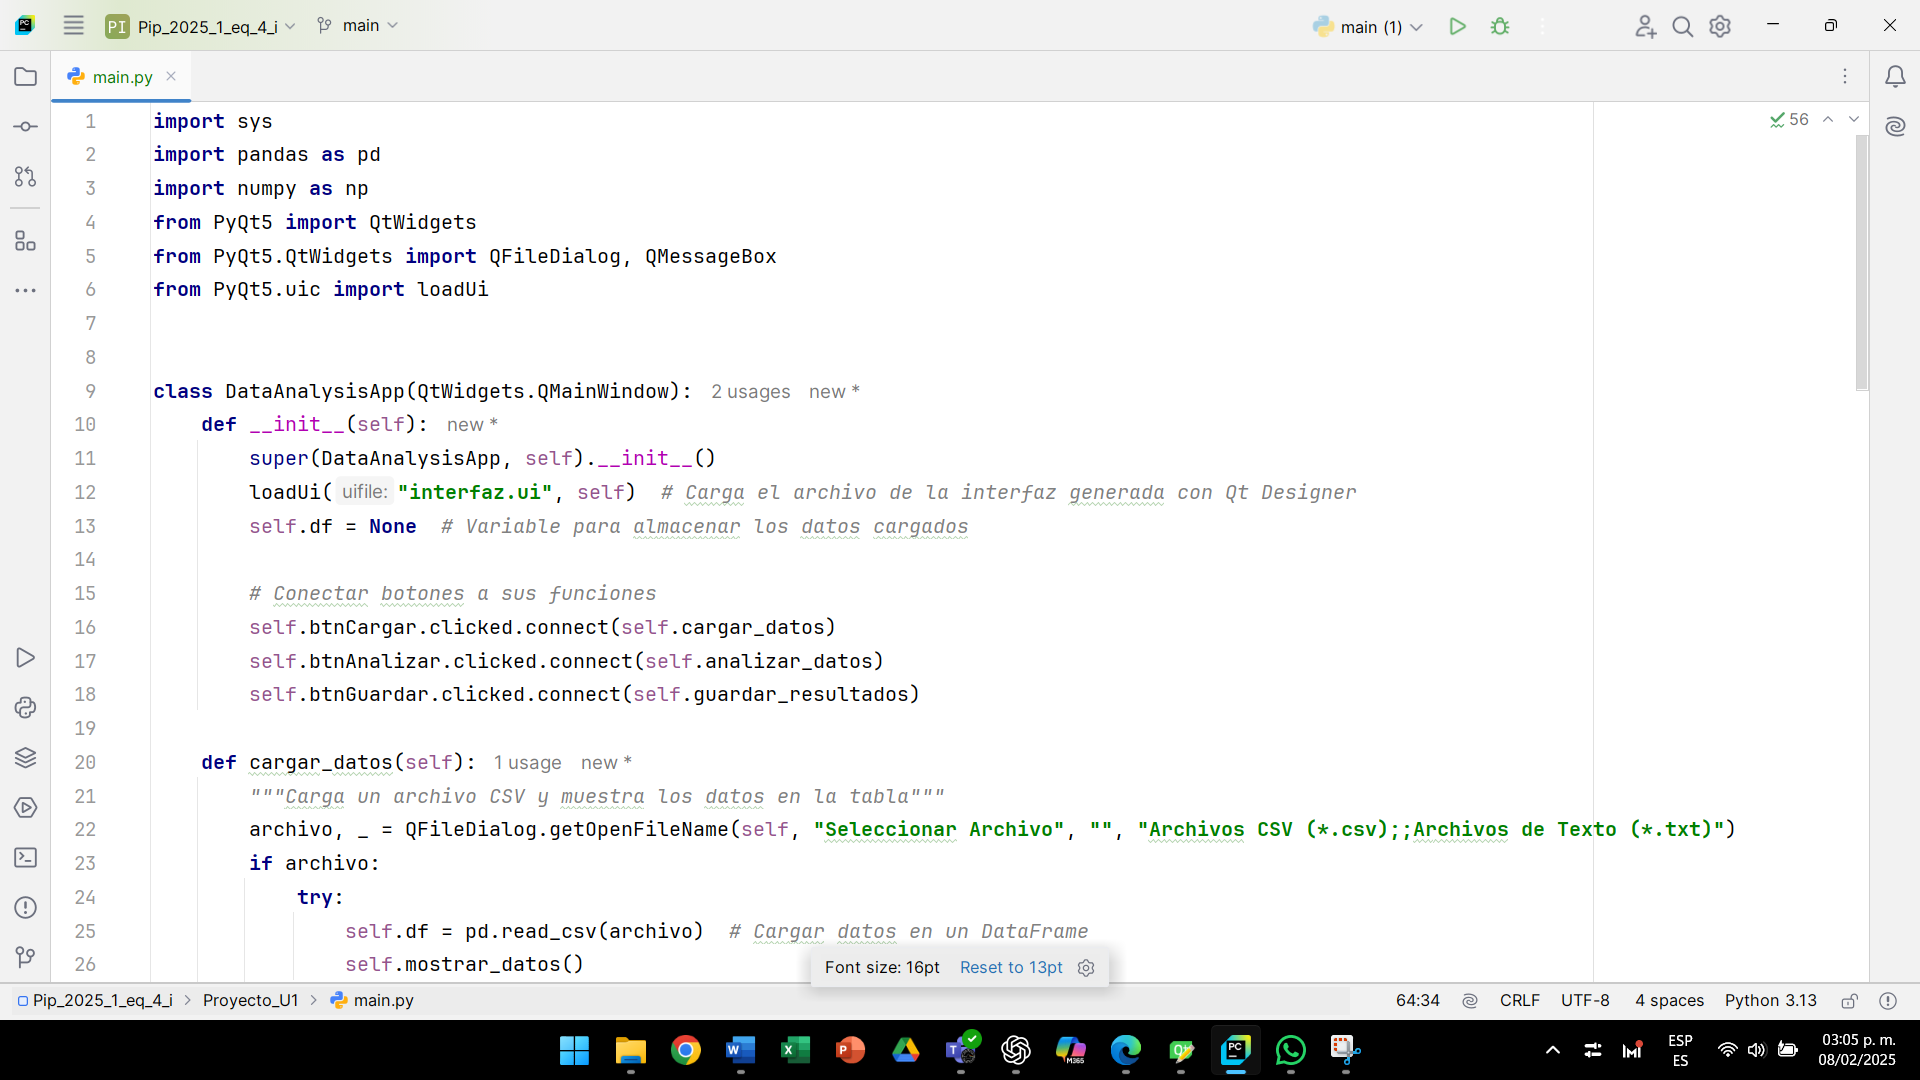 PI Pip_2025_1_eq_4_i main main (1)
main.py
56
1 import sys
2 import pandas as pd
3 import numpy as np
4 from PyQt5 import QtWidgets
5 from PyQt5.QtWidgets import QFileDialog, QMessageBox
6 from PyQt5.uic import loadUi
7
8
9 class DataAnalysisApp(QtWidgets.QMainWindow): 2 usages new *
10 def __init__(self): new *
11 super(DataAnalysisApp, self).__init__()
12 loadUi( uifile: "interfaz.ui", self) # Carga el archivo de la interfaz generada con Qt Designer
13 self.df = None # Variable para almacenar los datos cargados
14
15 # Conectar botones a sus funciones
16 self.btnCargar.clicked.connect(self.cargar_datos)
17 self.btnAnalizar.clicked.connect(self.analizar_datos)
18 self.btnGuardar.clicked.connect(self.guardar_resultados)
19
20 def cargar_datos(self): 1 usage new *
21 """Carga un archivo CSV y muestra los datos en la tabla"""
22 archivo, _ = QFileDialog.getOpenFileName(self, "Seleccionar Archivo", "", "Archivos CSV (*.csv);;Archivos de Texto (*.txt)")
23 if archivo:
24 try:
25 self.df = pd.read_csv(archivo) # Cargar datos en un DataFrame
26 self.mostrar_datos()
Font size: 16pt Reset to 13pt
Pip_2025_1_eq_4_i > Proyecto_U1 > main.py 64:34 CRLF UTF-8 4 spaces Python 3.13
ESP 03:05 p. m.
ES 08/02/2025